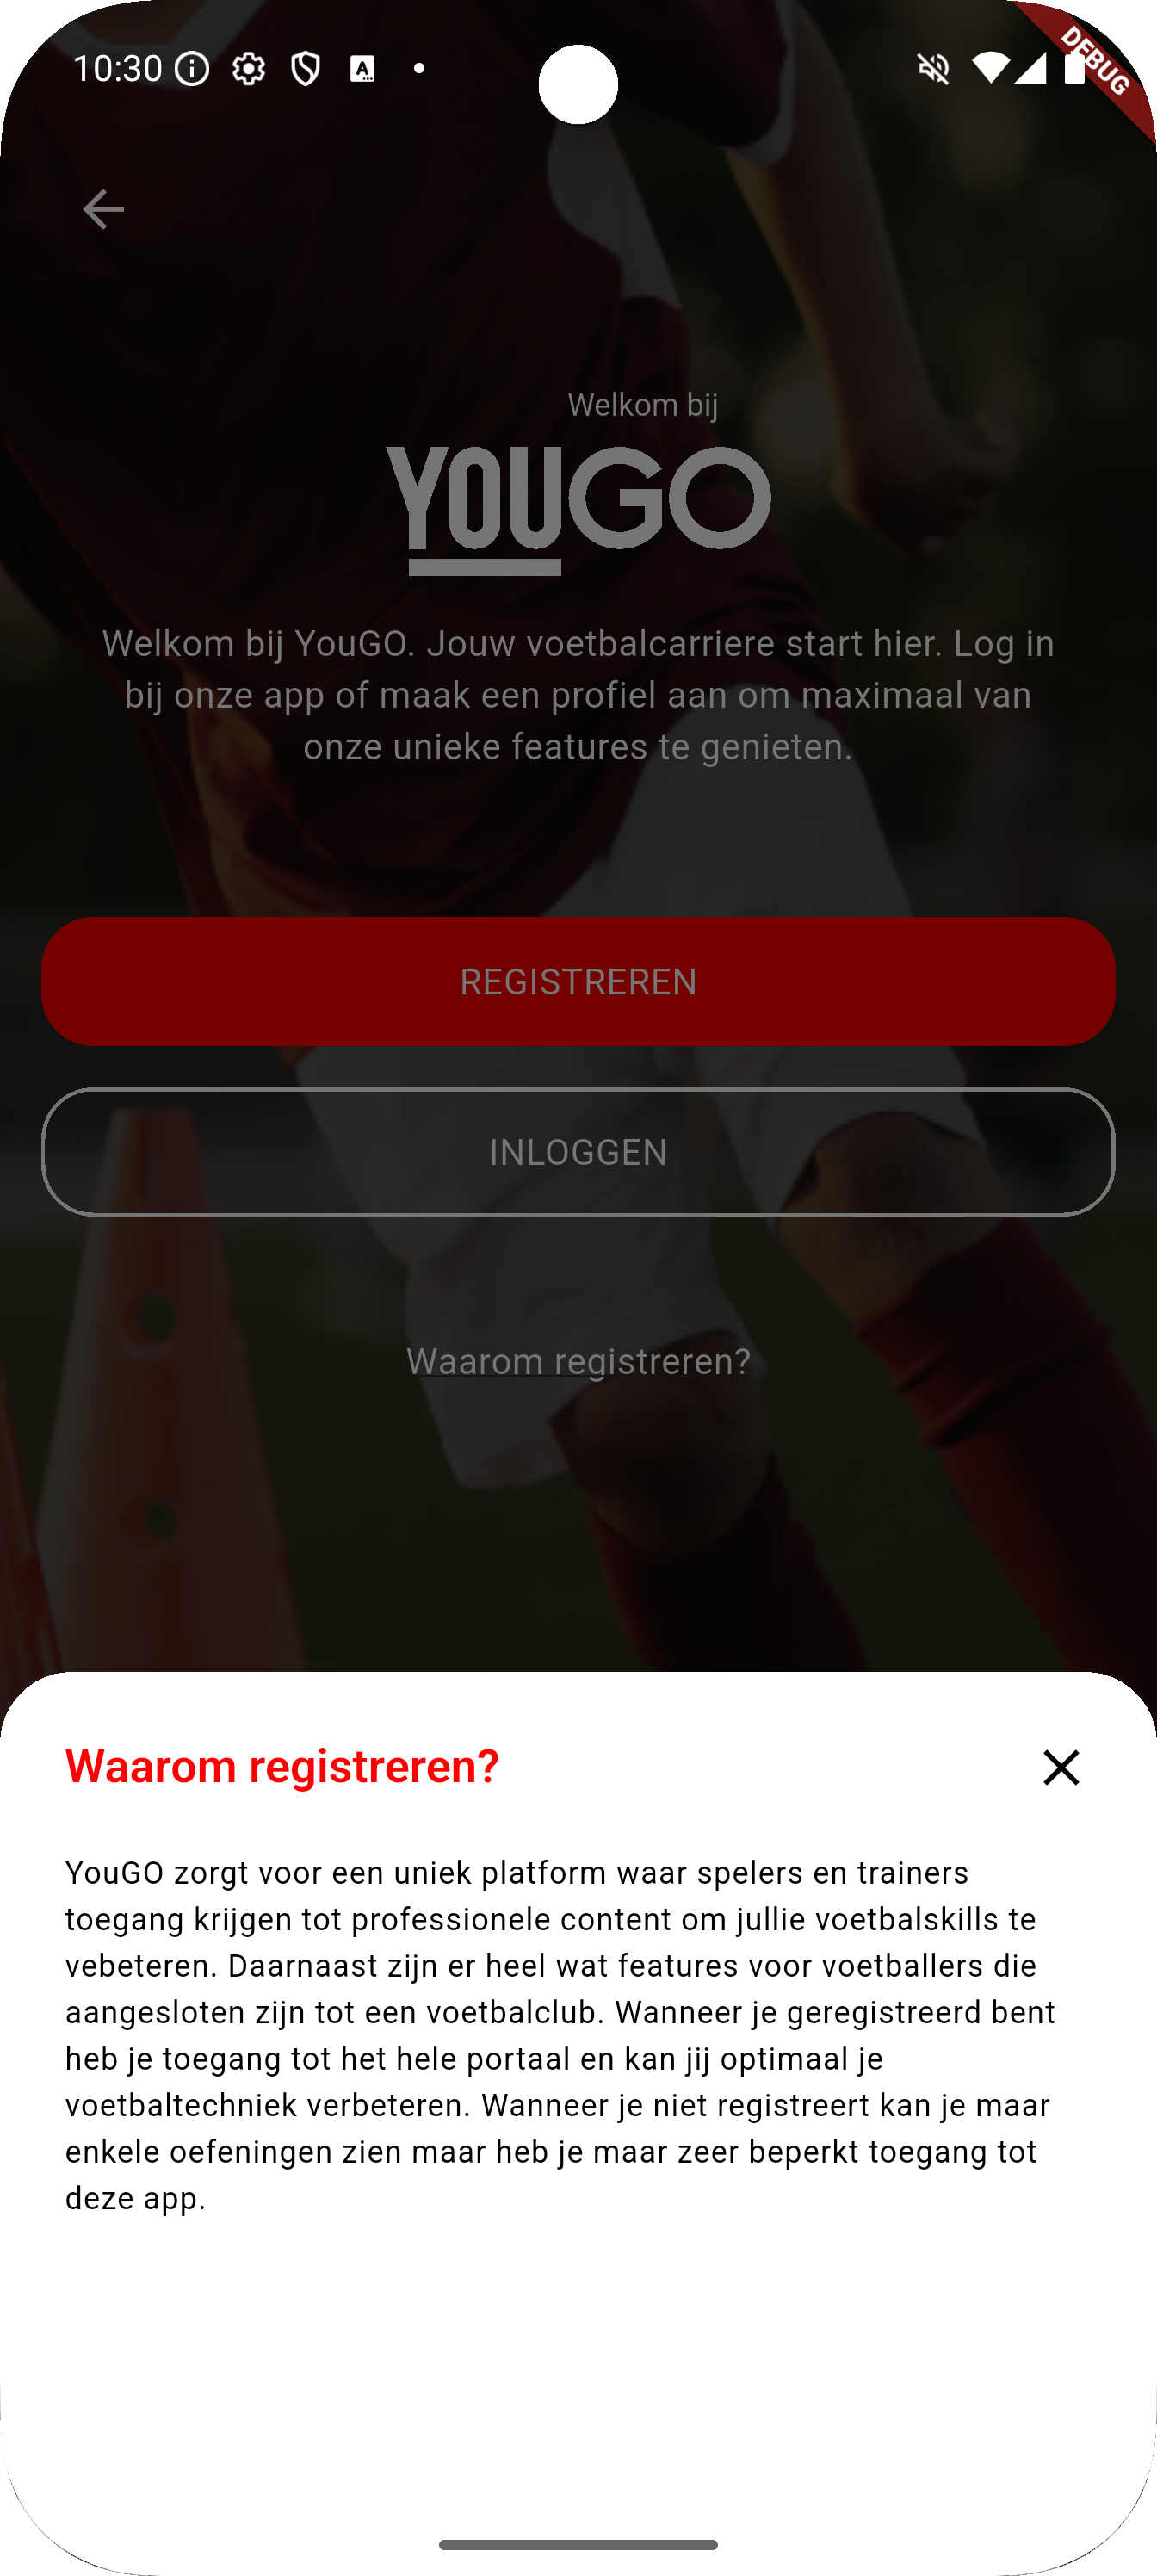 10:30
DEBUG
Welkom bij
YOUGO
Welkom bij YouGO. Jouw voetbalcarriere start hier. Log in
bij onze app of maak een profiel aan om maximaal van
onze unieke features te genieten.
REGISTREREN
INLOGGEN
Waarom registreren?
Waarom registreren?
YouGO zorgt voor een uniek platform waar spelers en trainers
toegang krijgen tot professionele content om jullie voetbalskills te
vebeteren. Daarnaast zijn er heel wat features voor voetballers die
aangesloten zijn tot een voetbalclub. Wanneer je geregistreerd bent
heb je toegang tot het hele portaal en kan jij optimaal je
voetbaltechniek verbeteren. Wanneer je niet registreert kan je maar
enkele oefeningen zien maar heb je maar zeer beperkt toegang tot
deze app.